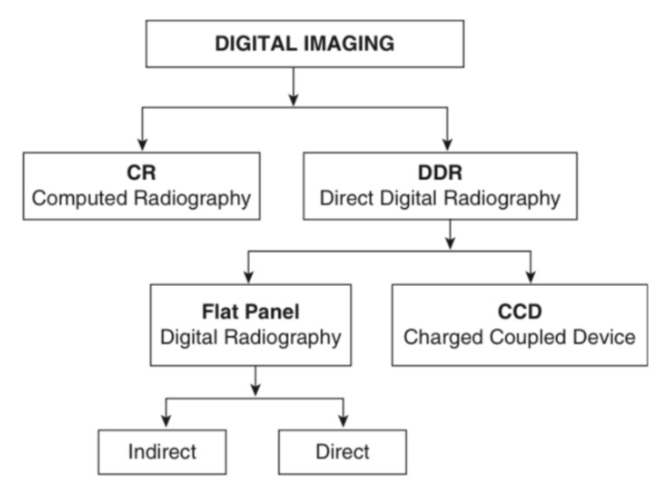 DIGITAL IMAGING
CR
Computed Radiography
DDR
Direct Digital Radiography
Flat Panel
Digital Radiography
CCD
Charged Coupled Device
Indirect
Direct